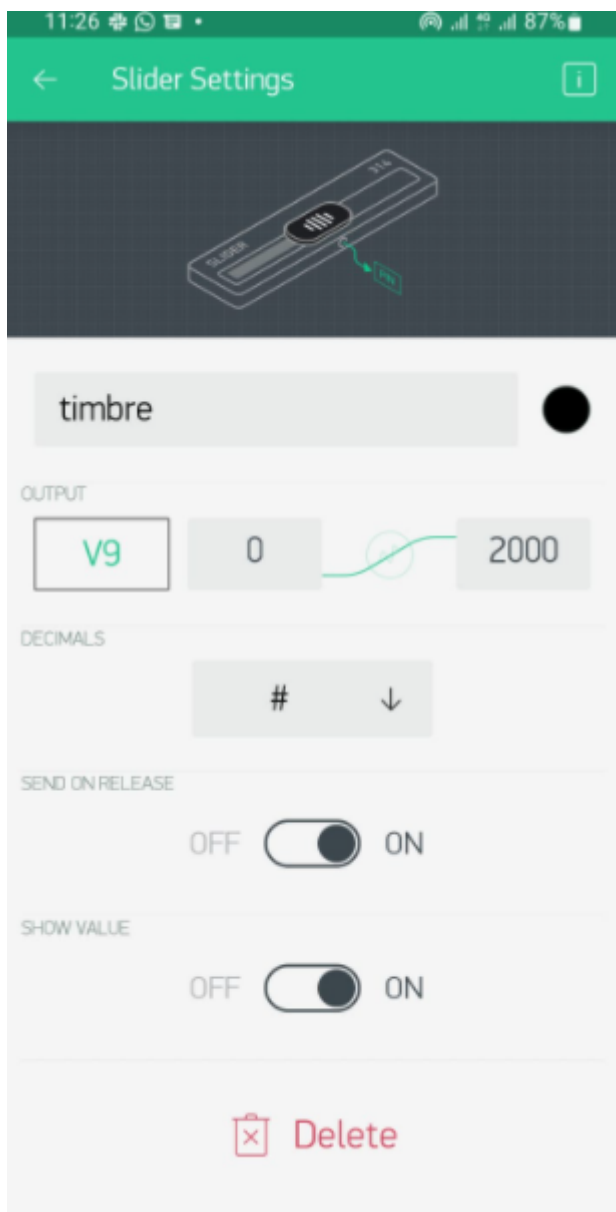 11:26 87%
Slider Settings
i
SLIDER 314
PIN
timbre
OUTPUT
V9 0 2000
DECIMALS
#
SEND ON RELEASE
OFF ON
SHOW VALUE
OFF ON
Delete